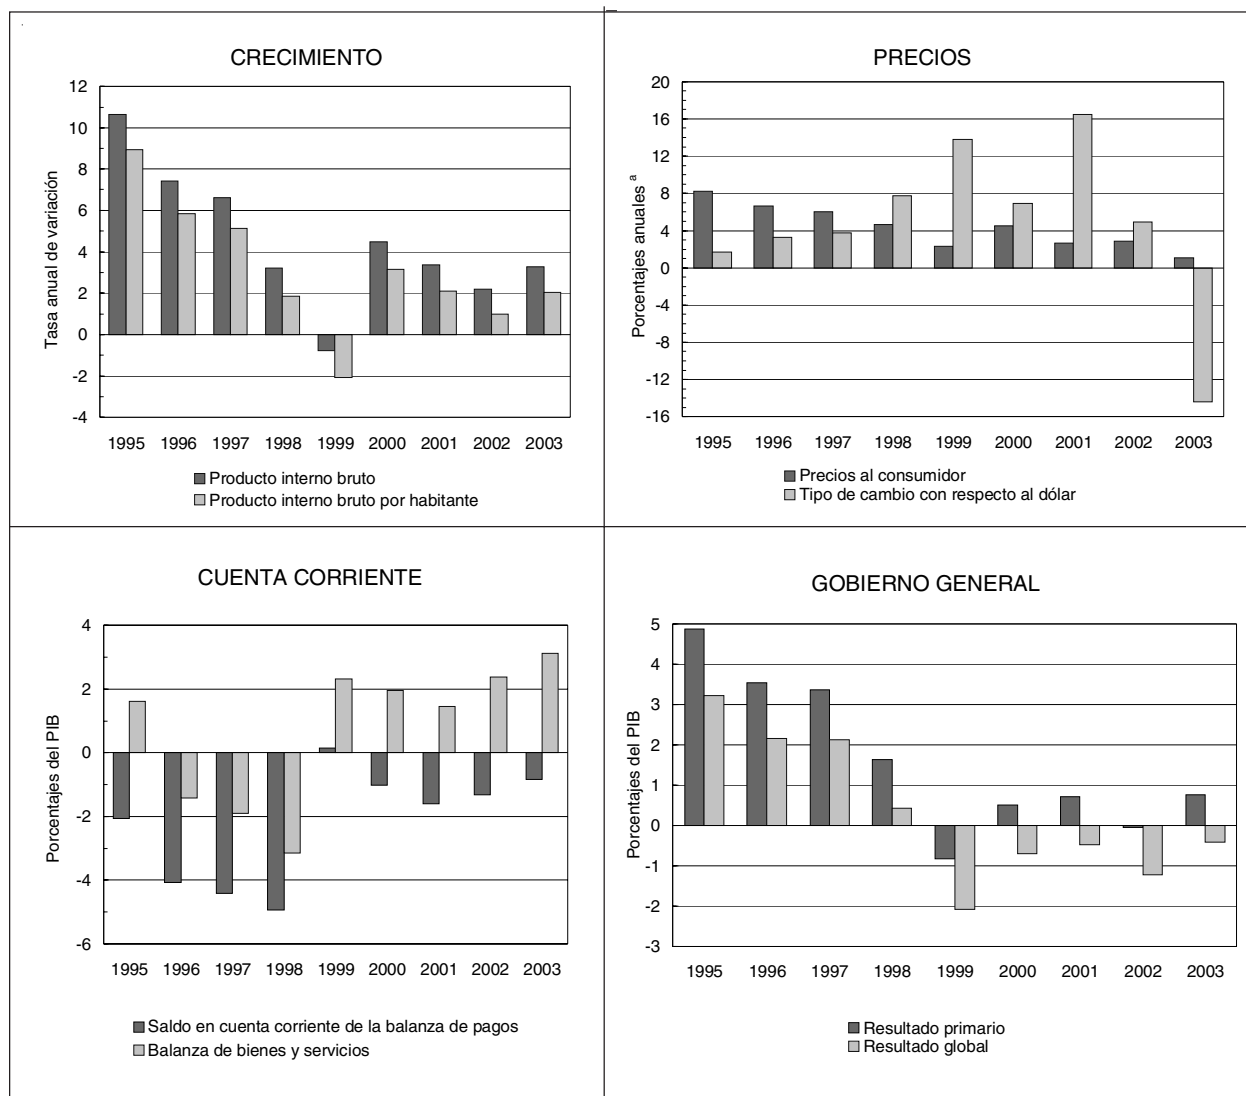 CRECIMIENTO
Tasa anual de variación
12
10
8
6
4
2
0
-2
-4
1995 1996 1997 1998 1999 2000 2001 2002 2003
Producto interno bruto
Producto interno bruto por habitante
PRECIOS
Porcentajes anuales a
20
16
12
8
4
0
-4
-8
-12
-16
1995 1996 1997 1998 1999 2000 2001 2002 2003
Precios al consumidor
Tipo de cambio con respecto al dólar
CUENTA CORRIENTE
Porcentajes del PIB
4
2
0
-2
-4
-6
1995 1996 1997 1998 1999 2000 2001 2002 2003
Saldo en cuenta corriente de la balanza de pagos
Balanza de bienes y servicios
GOBIERNO GENERAL
Porcentajes del PIB
5
4
3
2
1
0
-1
-2
-3
1995 1996 1997 1998 1999 2000 2001 2002 2003
Resultado primario
Resultado global